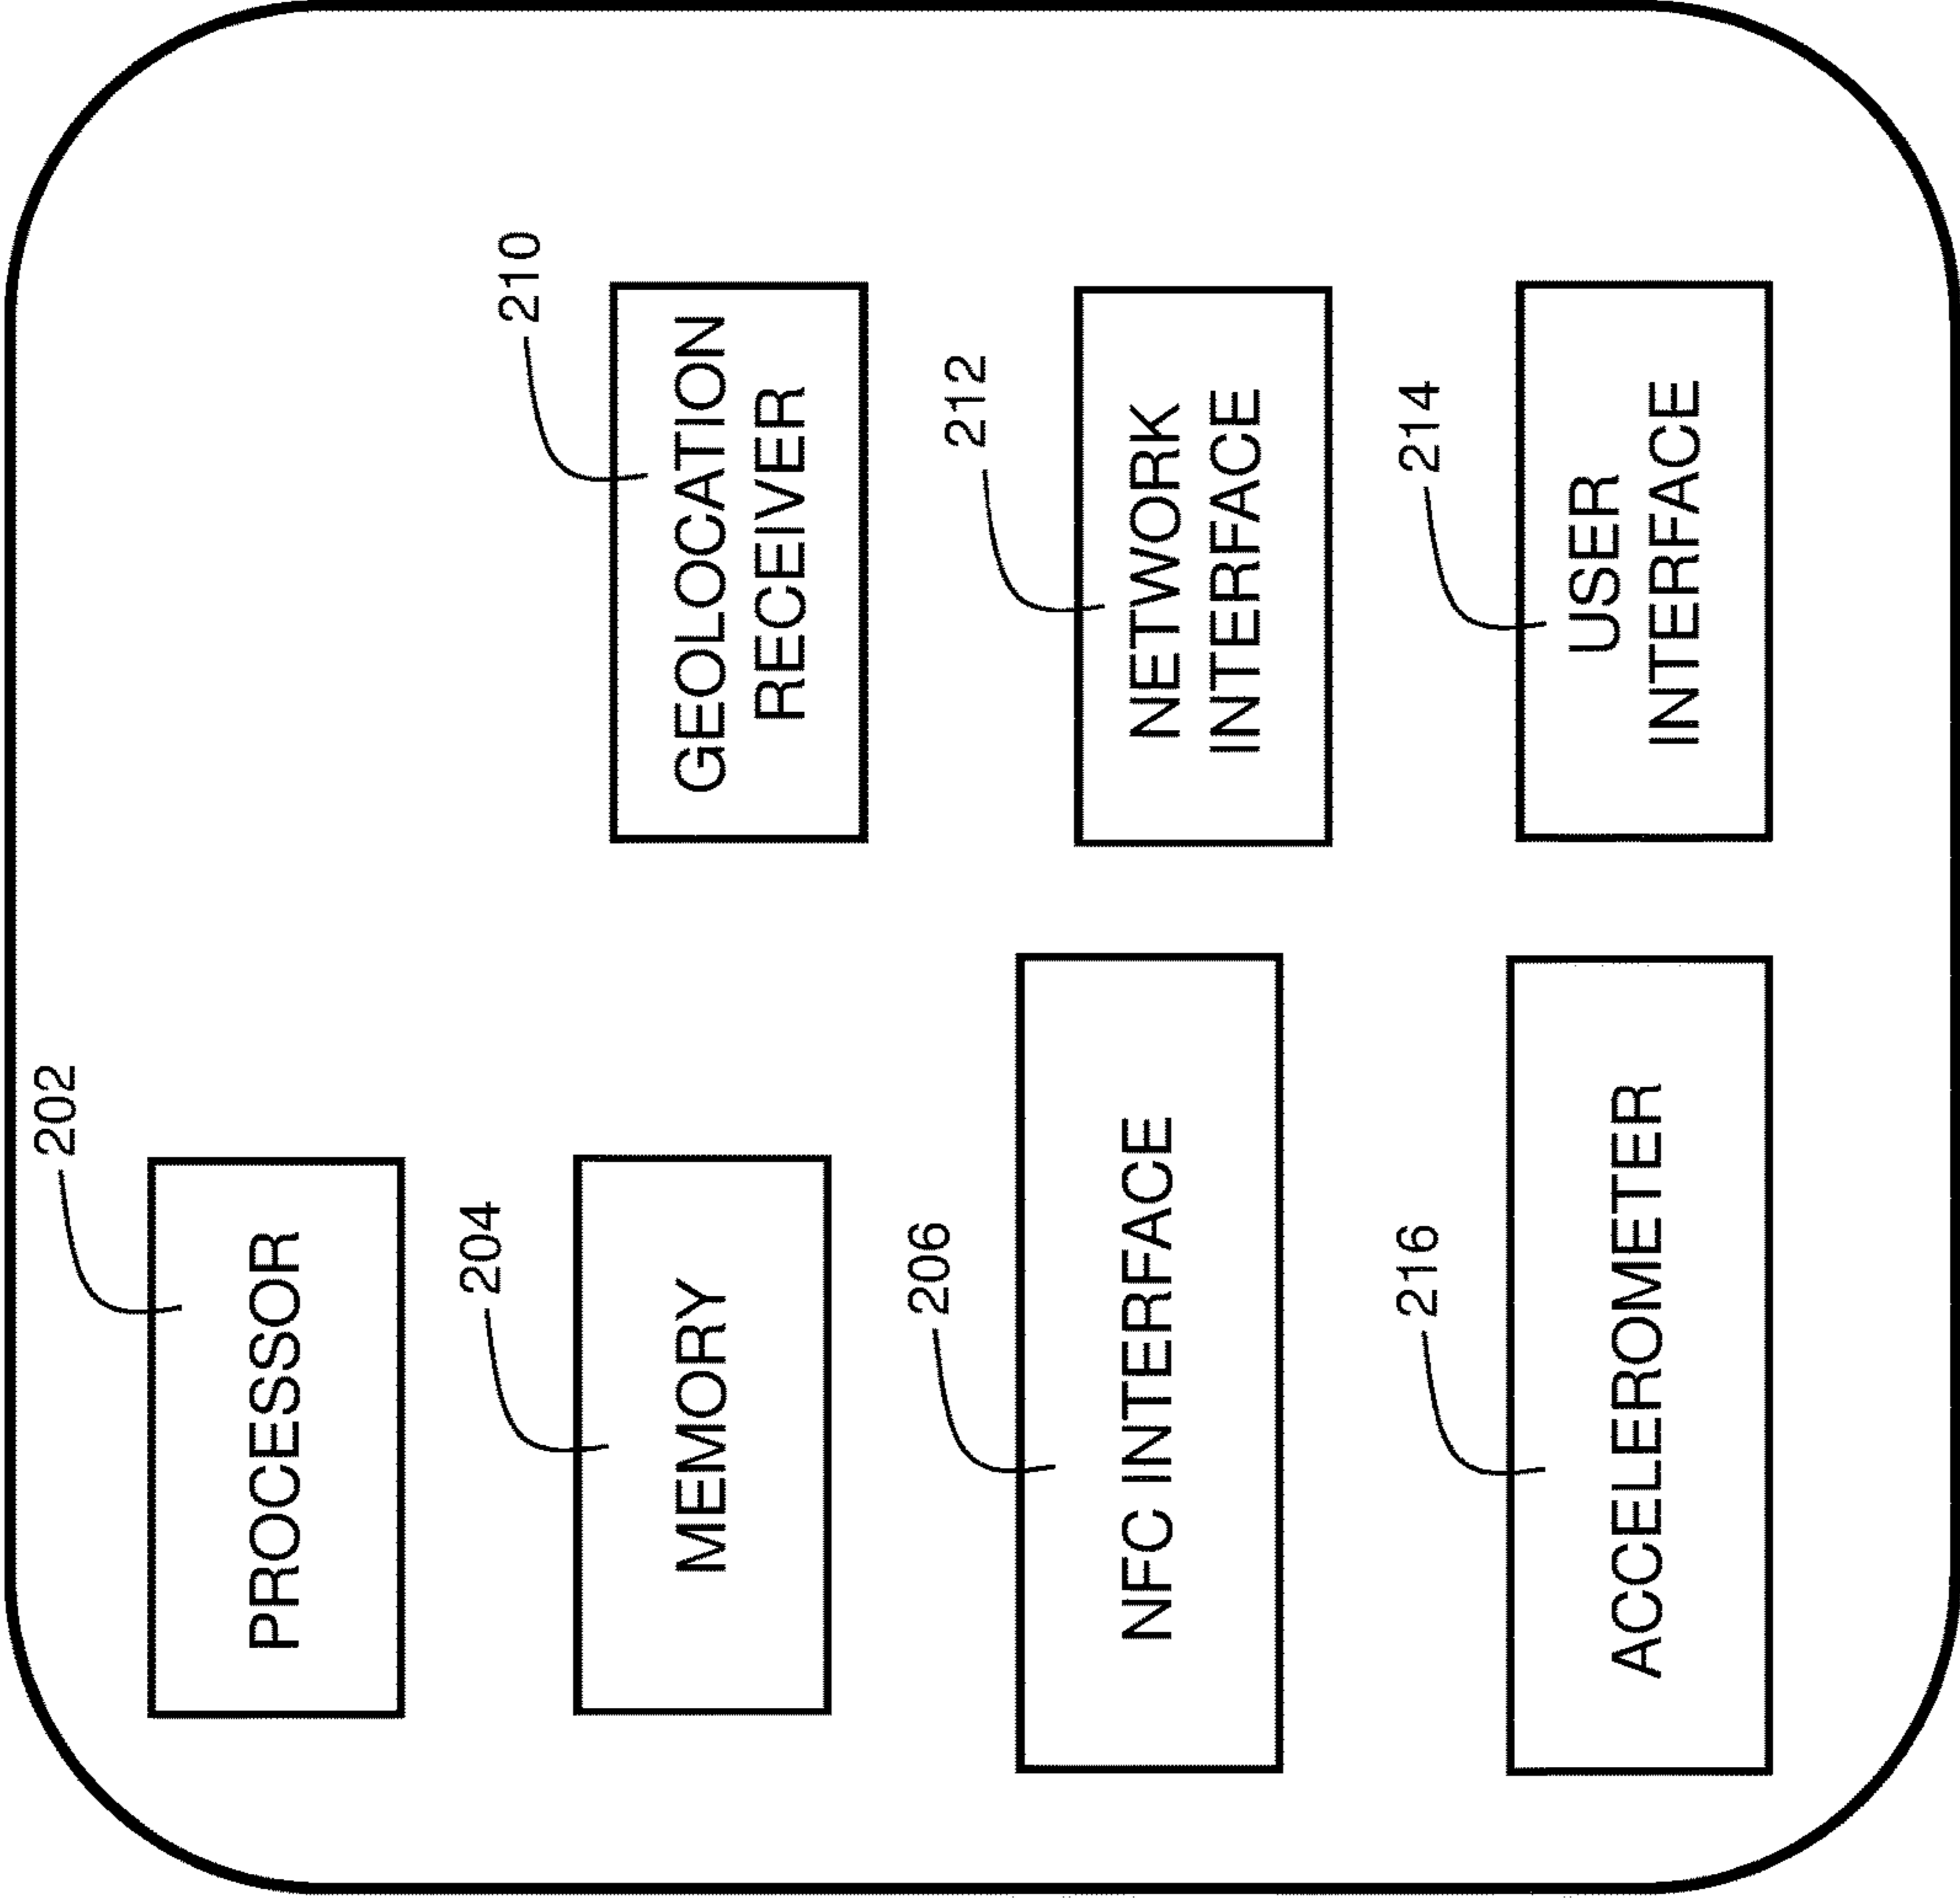 202
PROCESSOR
204
MEMORY
206
NFC INTERFACE
216
ACCELEROMETER
210
GEOLOCATION
RECEIVER
212
NETWORK
INTERFACE
214
USER
INTERFACE